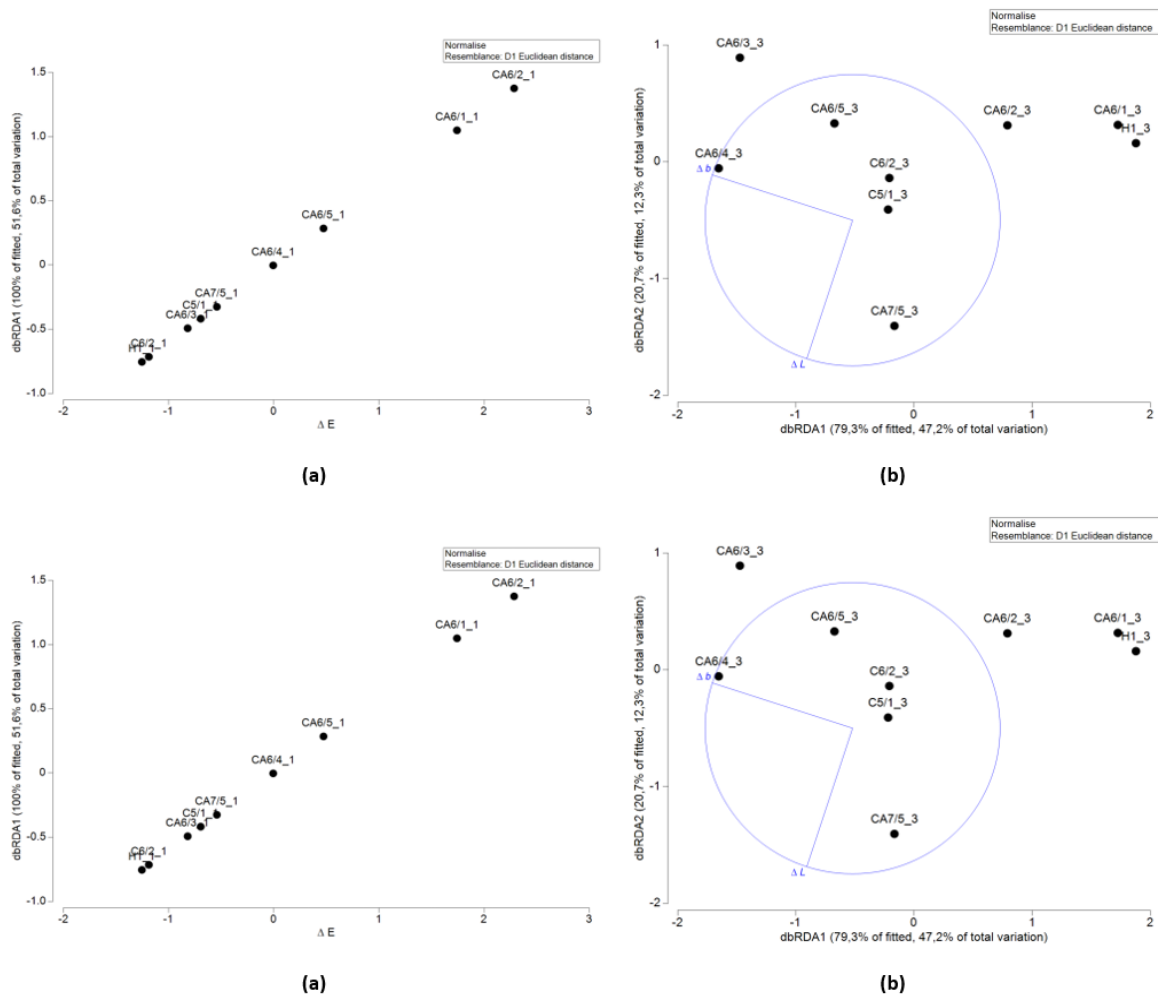 Normalise
Resemblance: D1 Euclidean distance
1.5
1.0
0.5
0
-0.5
-1.0
dbRDA1 (100% of fitted, 51,6% of total variation)
CA6/2_1
CA6/1_1
CA6/5_1
CA6/4_1
CA7/5_1
C5/1_1
CA6/3_1
C6/2_1
H1_1
-2
-1
0
1
2
3
Δ E
(a)
Normalise
Resemblance: D1 Euclidean distance
1
0
-1
-2
dbRDA2 (20,7% of fitted, 12,3% of total variation)
CA6/3_3
CA6/5_3
CA6/2_3
CA6/1_3
H1_3
CA6/4_3
Δ b
C6/2_3
C5/1_3
CA7/5_3
Δ L
-2
-1
0
1
2
dbRDA1 (79,3% of fitted, 47,2% of total variation)
(b)
Normalise
Resemblance: D1 Euclidean distance
1.5
1.0
0.5
0
-0.5
-1.0
dbRDA1 (100% of fitted, 51,6% of total variation)
CA6/2_1
CA6/1_1
CA6/5_1
CA6/4_1
CA7/5_1
C5/1_1
CA6/3_1
C6/2_1
H1_1
-2
-1
0
1
2
3
Δ E
(a)
Normalise
Resemblance: D1 Euclidean distance
1
0
-1
-2
dbRDA2 (20,7% of fitted, 12,3% of total variation)
CA6/3_3
CA6/5_3
CA6/2_3
CA6/1_3
H1_3
CA6/4_3
Δ b
C6/2_3
C5/1_3
CA7/5_3
Δ L
-2
-1
0
1
2
dbRDA1 (79,3% of fitted, 47,2% of total variation)
(b)